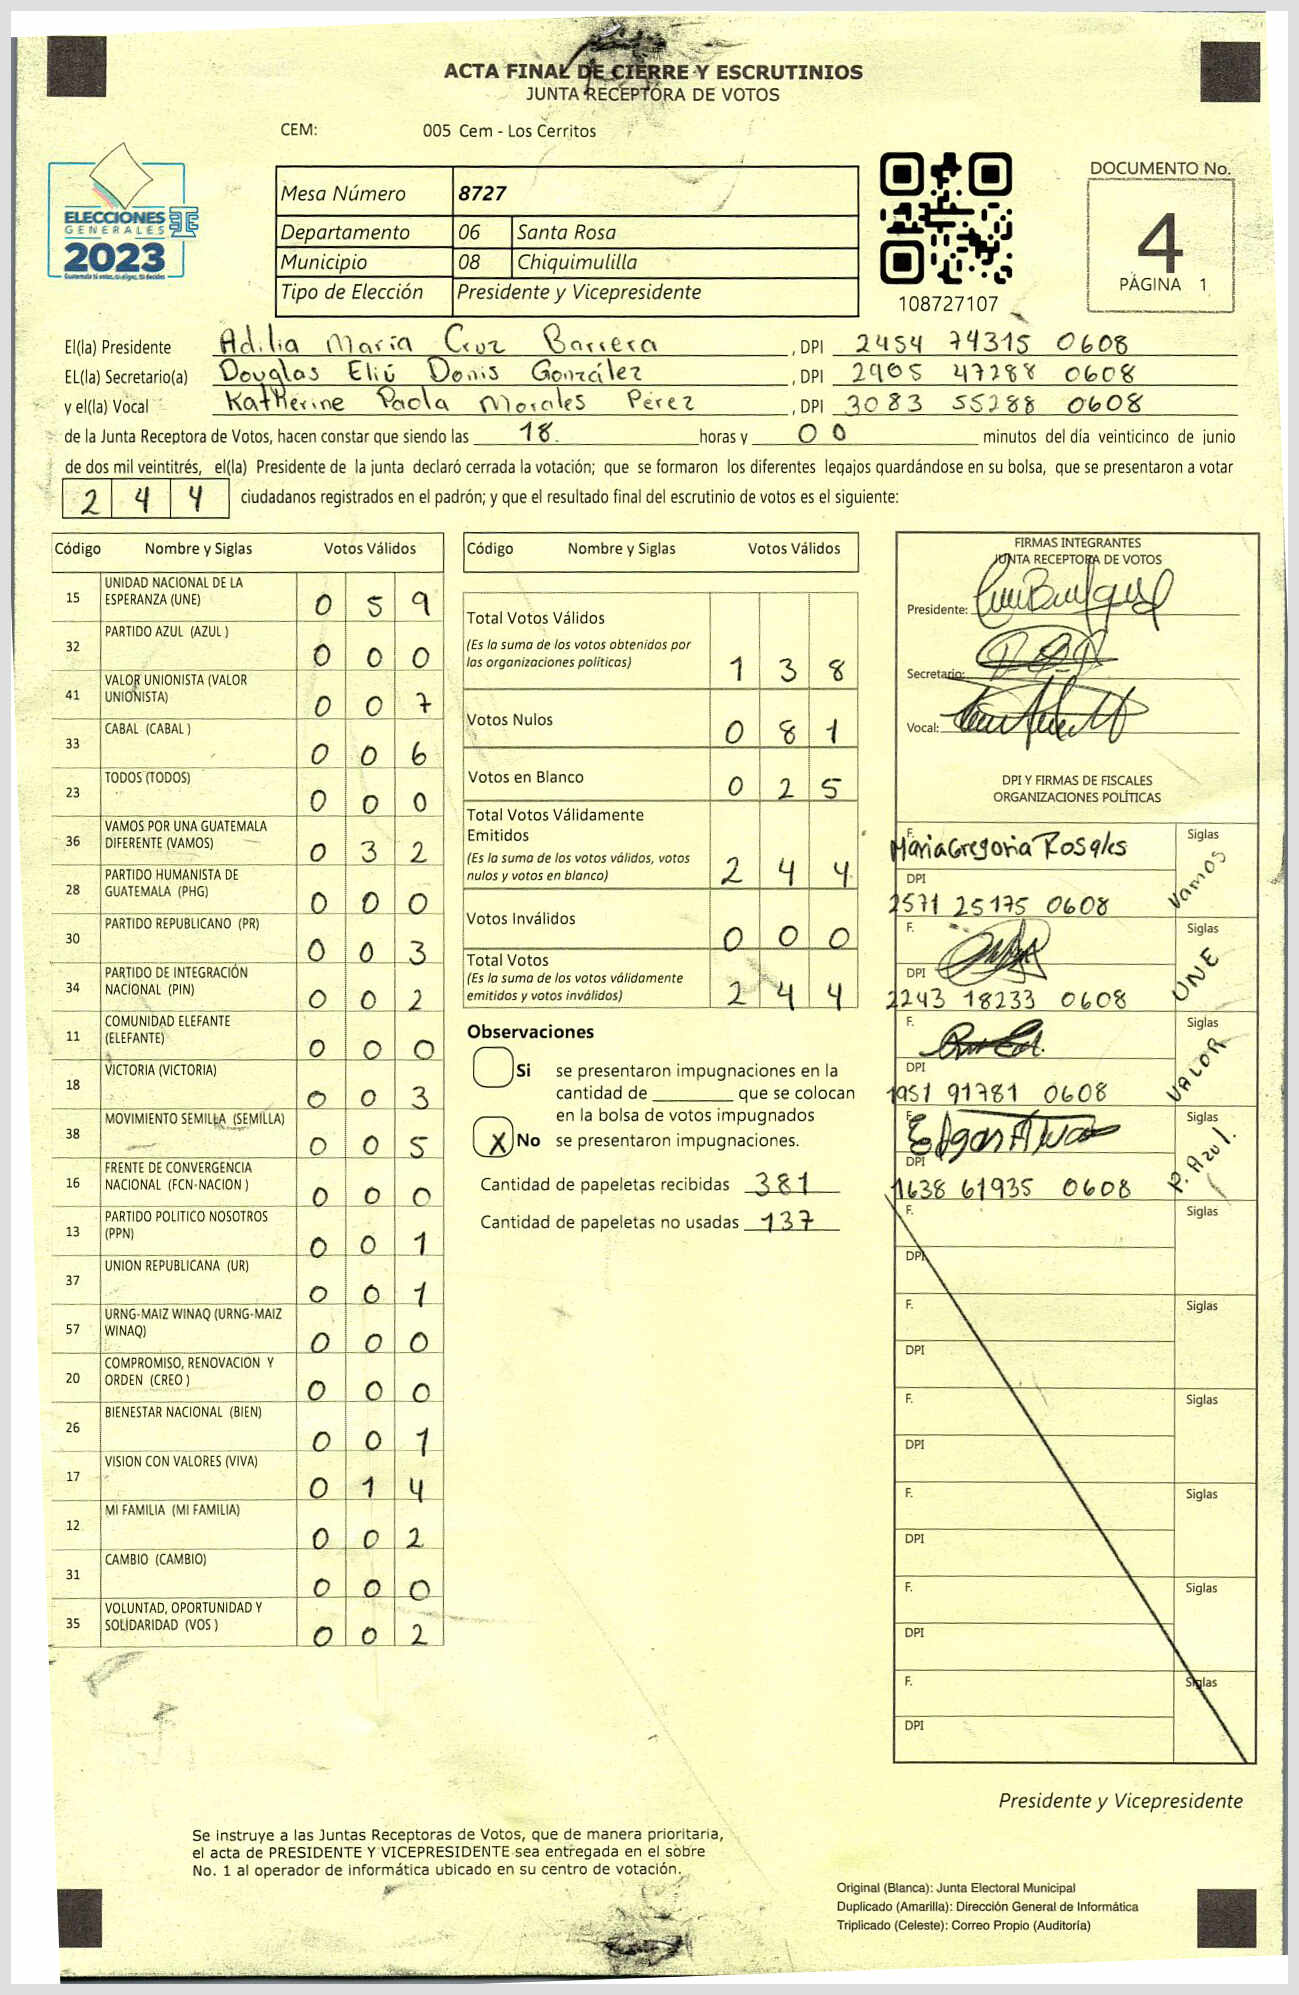 ACTA FINAL DE CIERRE Y ESCRUTINIOS
JUNTA RECEPTORA DE VOTOS
CEM: 005 Cem - Los Cerritos
ELECCIONES
GENERALES
2023
Mesa Número 8727
Departamento 06 Santa Rosa
Municipio 08 Chiquimulilla
Tipo de Elección Presidente y Vicepresidente
108727107
DOCUMENTO No.
4
PÁGINA 1
El(la) Presidente Adilia María Cruz Barrera , DPI 2454 74315 0608
EL(la) Secretario(a) Douglas Eliú Donis González , DPI 2905 47288 0608
y el(la) Vocal Katherine Paola Morales Pérez , DPI 3083 55288 0608
de la Junta Receptora de Votos, hacen constar que siendo las 18. horas y 00 minutos del día veinticinco de junio
de dos mil veintitrés, el(la) Presidente de la junta declaró cerrada la votación; que se formaron los diferentes legajos guardándose en su bolsa, que se presentaron a votar
244 ciudadanos registrados en el padrón; y que el resultado final del escrutinio de votos es el siguiente:
Código Nombre y Siglas Votos Válidos
15 UNIDAD NACIONAL DE LA
ESPERANZA (UNE) 0 5 9
32 PARTIDO AZUL (AZUL ) 0 0 0
41 VALOR UNIONISTA (VALOR
UNIONISTA) 0 0 7
33 CABAL (CABAL ) 0 0 6
23 TODOS (TODOS) 0 0 0
36 VAMOS POR UNA GUATEMALA
DIFERENTE (VAMOS) 0 3 2
28 PARTIDO HUMANISTA DE
GUATEMALA (PHG) 0 0 0
30 PARTIDO REPUBLICANO (PR) 0 0 3
34 PARTIDO DE INTEGRACIÓN
NACIONAL (PIN) 0 0 2
11 COMUNIDAD ELEFANTE
(ELEFANTE) 0 0 0
18 VICTORIA (VICTORIA) 0 0 3
38 MOVIMIENTO SEMILLA (SEMILLA) 0 0 5
16 FRENTE DE CONVERGENCIA
NACIONAL (FCN-NACION ) 0 0 0
13 PARTIDO POLITICO NOSOTROS
(PPN) 0 0 1
37 UNION REPUBLICANA (UR) 0 0 1
57 URNG-MAIZ WINAQ (URNG-MAIZ
WINAQ) 0 0 0
20 COMPROMISO, RENOVACION Y
ORDEN (CREO ) 0 0 0
26 BIENESTAR NACIONAL (BIEN) 0 0 1
17 VISION CON VALORES (VIVA) 0 1 4
12 MI FAMILIA (MI FAMILIA) 0 0 2
31 CAMBIO (CAMBIO) 0 0 0
35 VOLUNTAD, OPORTUNIDAD Y
SOLIDARIDAD (VOS ) 0 0 2
Código Nombre y Siglas Votos Válidos
Total Votos Válidos
(Es la suma de los votos obtenidos por
las organizaciones políticas) 1 3 8
Votos Nulos 0 8 1
Votos en Blanco 0 2 5
Total Votos Válidamente
Emitidos
(Es la suma de los votos válidos, votos
nulos y votos en blanco) 2 4 4
Votos Inválidos 0 0 0
Total Votos
(Es la suma de los votos válidamente
emitidos y votos inválidos) 2 4 4
Observaciones
Si se presentaron impugnaciones en la
cantidad de ________ que se colocan
en la bolsa de votos impugnados
X No se presentaron impugnaciones.
Cantidad de papeletas recibidas 381
Cantidad de papeletas no usadas 137
FIRMAS INTEGRANTES
JUNTA RECEPTORA DE VOTOS
Presidente:
Secretario:
Vocal:
DPI Y FIRMAS DE FISCALES
ORGANIZACIONES POLÍTICAS
F. Maria Gregoria Rosales Siglas Vamos
DPI
2571 25175 0608
F. Siglas UNE
DPI
2243 18233 0608
F. Siglas VALOR
DPI
1951 91781 0608
F. Siglas P. Azul.
DPI
1638 61935 0608
F. Siglas
DPI
F. Siglas
DPI
F. Siglas
DPI
F. Siglas
DPI
F. Siglas
DPI
F. Siglas
DPI
Presidente y Vicepresidente
Se instruye a las Juntas Receptoras de Votos, que de manera prioritaria,
el acta de PRESIDENTE Y VICEPRESIDENTE sea entregada en el sobre
No. 1 al operador de informática ubicado en su centro de votación.
Original (Blanca): Junta Electoral Municipal
Duplicado (Amarilla): Dirección General de Informática
Triplicado (Celeste): Correo Propio (Auditoría)